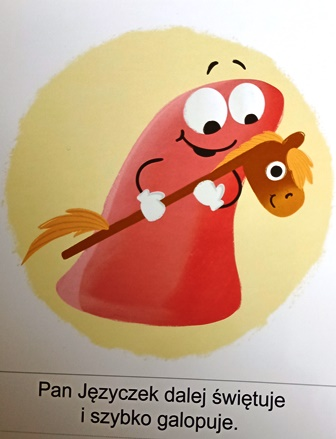 Pan Języczek dalej świętuje
i szybko galopuje.